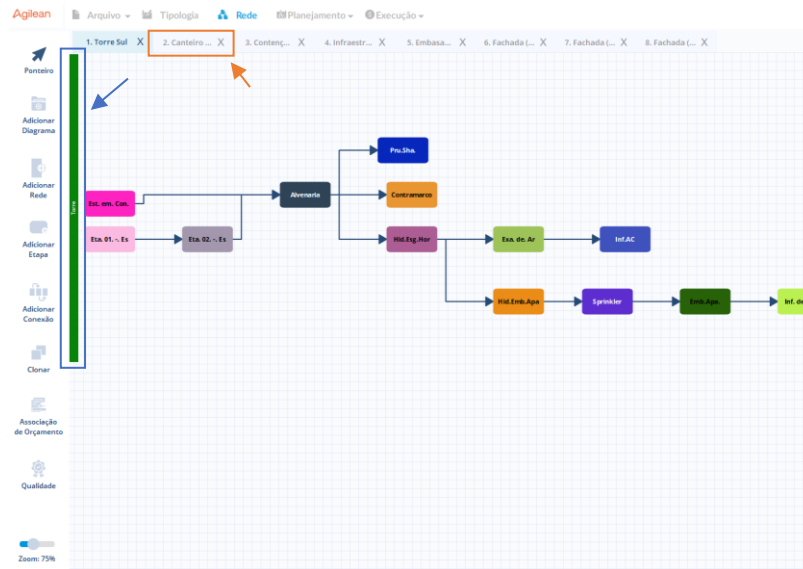 Agilean
Arquivo
Tipologia
Rede
Planejamento
Execução
1. Torre Sul X
2. Canteiro ... X
3. Contenç... X
4. Infraestr... X
5. Embasa... X
6. Fachada (... X
7. Fachada (... X
8. Fachada (... X
Ponteiro
Adicionar
Diagrama
Adicionar
Rede
Adicionar
Etapa
Adicionar
Conexão
Clonar
Associação
de Orçamento
Qualidade
Zoom: 75%
Torre
Pru.Sha.
Alvenaria
Contramarco
Est. em. Con.
Eta. 01. -. Es
Eta. 02. -. Es
Hid.Esg.Hor
Exa. de. Ar
Inf.AC
Hid.Emb.Apa
Sprinkler
Emb.Apa.
Inf. de